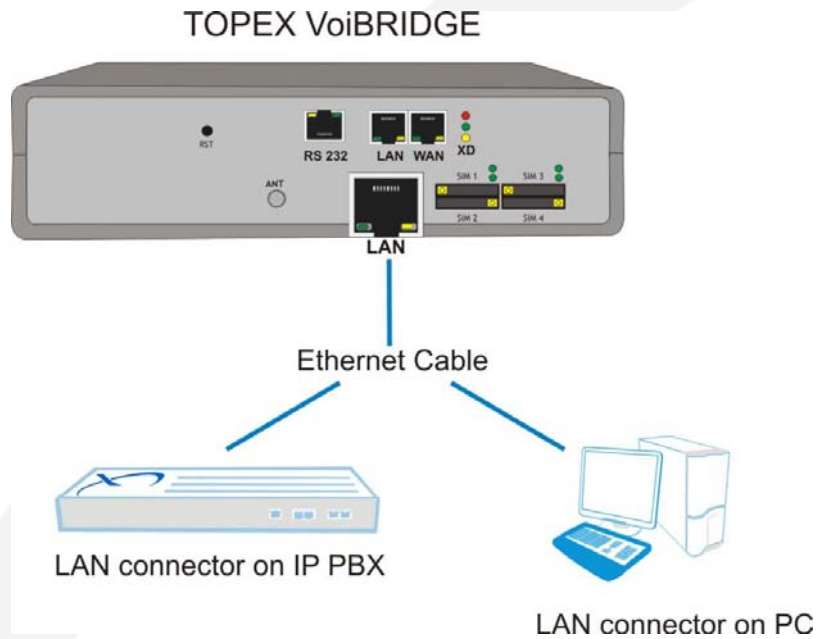 TOPEX VoiBRIDGE
RST
RS 232
LAN
WAN
XD
ANT
SIM 1
SIM 3
SIM 2
SIM 4
LAN
Ethernet Cable
LAN connector on IP PBX
LAN connector on PC